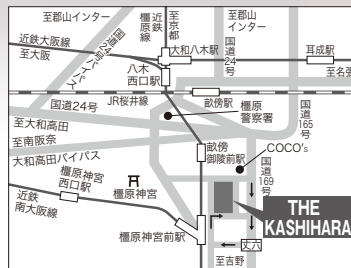 至郡山インター
近鉄橿原線
至京都
至郡山インター
国道24号バイパス
近鉄大阪線
至大阪
大和八木駅
国道24号
耳成駅
八木西口駅
JR桜井線
畝傍駅
国道24号
橿原警察署
国道165号
至大和高田
至南阪奈
大和高田バイパス
畝傍御陵前駅
COCO's
橿原神宮西口駅
橿原神宮
国道169号
近鉄南大阪線
橿原神宮前駅
THE
KASHIHARA
丈六
至吉野